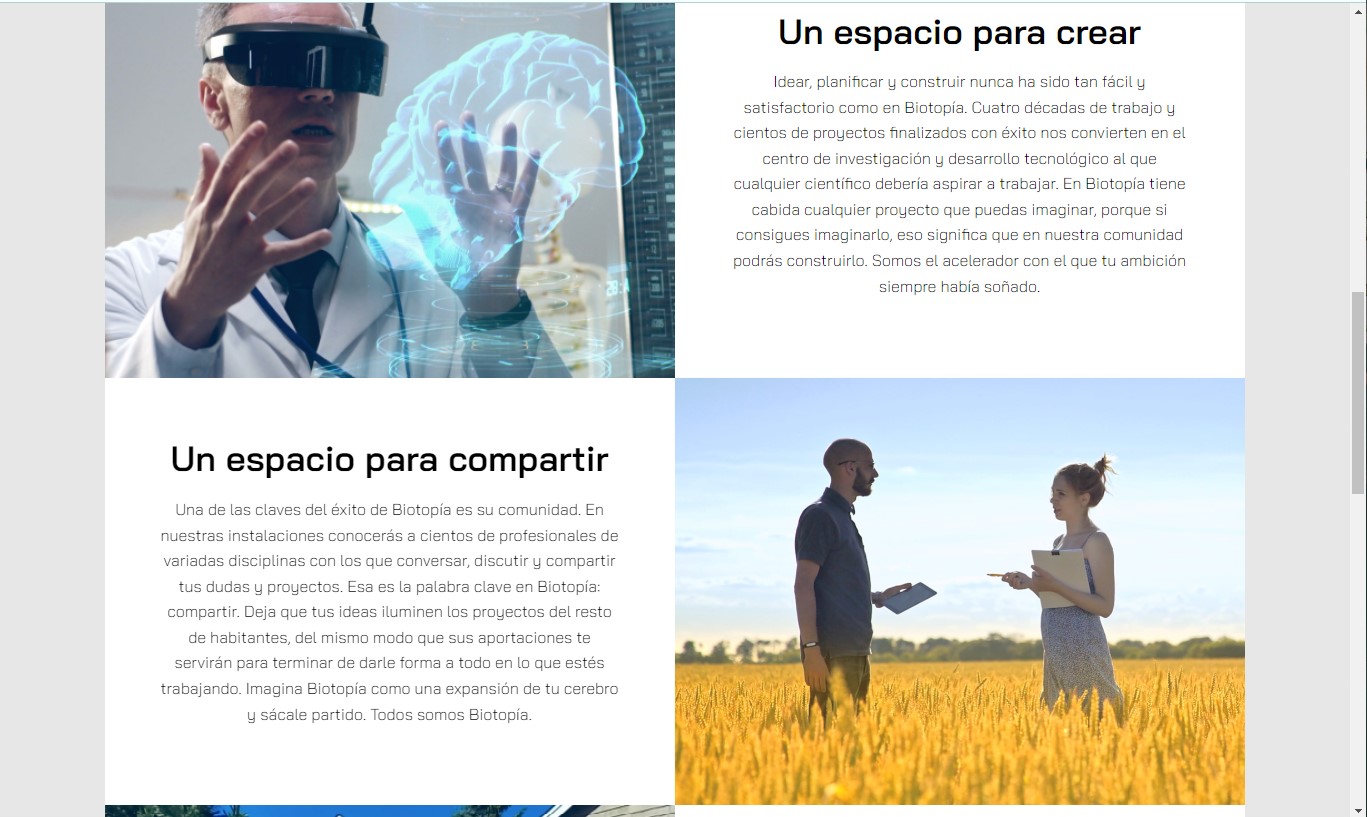 Un espacio para crear
Idear, planificar y construir nunca ha sido tan fácil y
satisfactorio como en Biotopía. Cuatro décadas de trabajo y
cientos de proyectos finalizados con éxito nos convierten en el
centro de investigación y desarrollo tecnológico al que
cualquier científico debería aspirar a trabajar. En Biotopía tiene
cabida cualquier proyecto que puedas imaginar, porque si
consigues imaginarlo, eso significa que en nuestra comunidad
podrás construirlo. Somos el acelerador con el que tu ambición
siempre había soñado.
Un espacio para compartir
Una de las claves del éxito de Biotopía es su comunidad. En
nuestras instalaciones conocerás a cientos de profesionales de
variadas disciplinas con los que conversar, discutir y compartir
tus dudas y proyectos. Esa es la palabra clave en Biotopía:
compartir. Deja que tus ideas iluminen los proyectos del resto
de habitantes, del mismo modo que sus aportaciones te
servirán para terminar de darle forma a todo en lo que estés
trabajando. Imagina Biotopía como una expansión de tu cerebro
y sácale partido. Todos somos Biotopía.